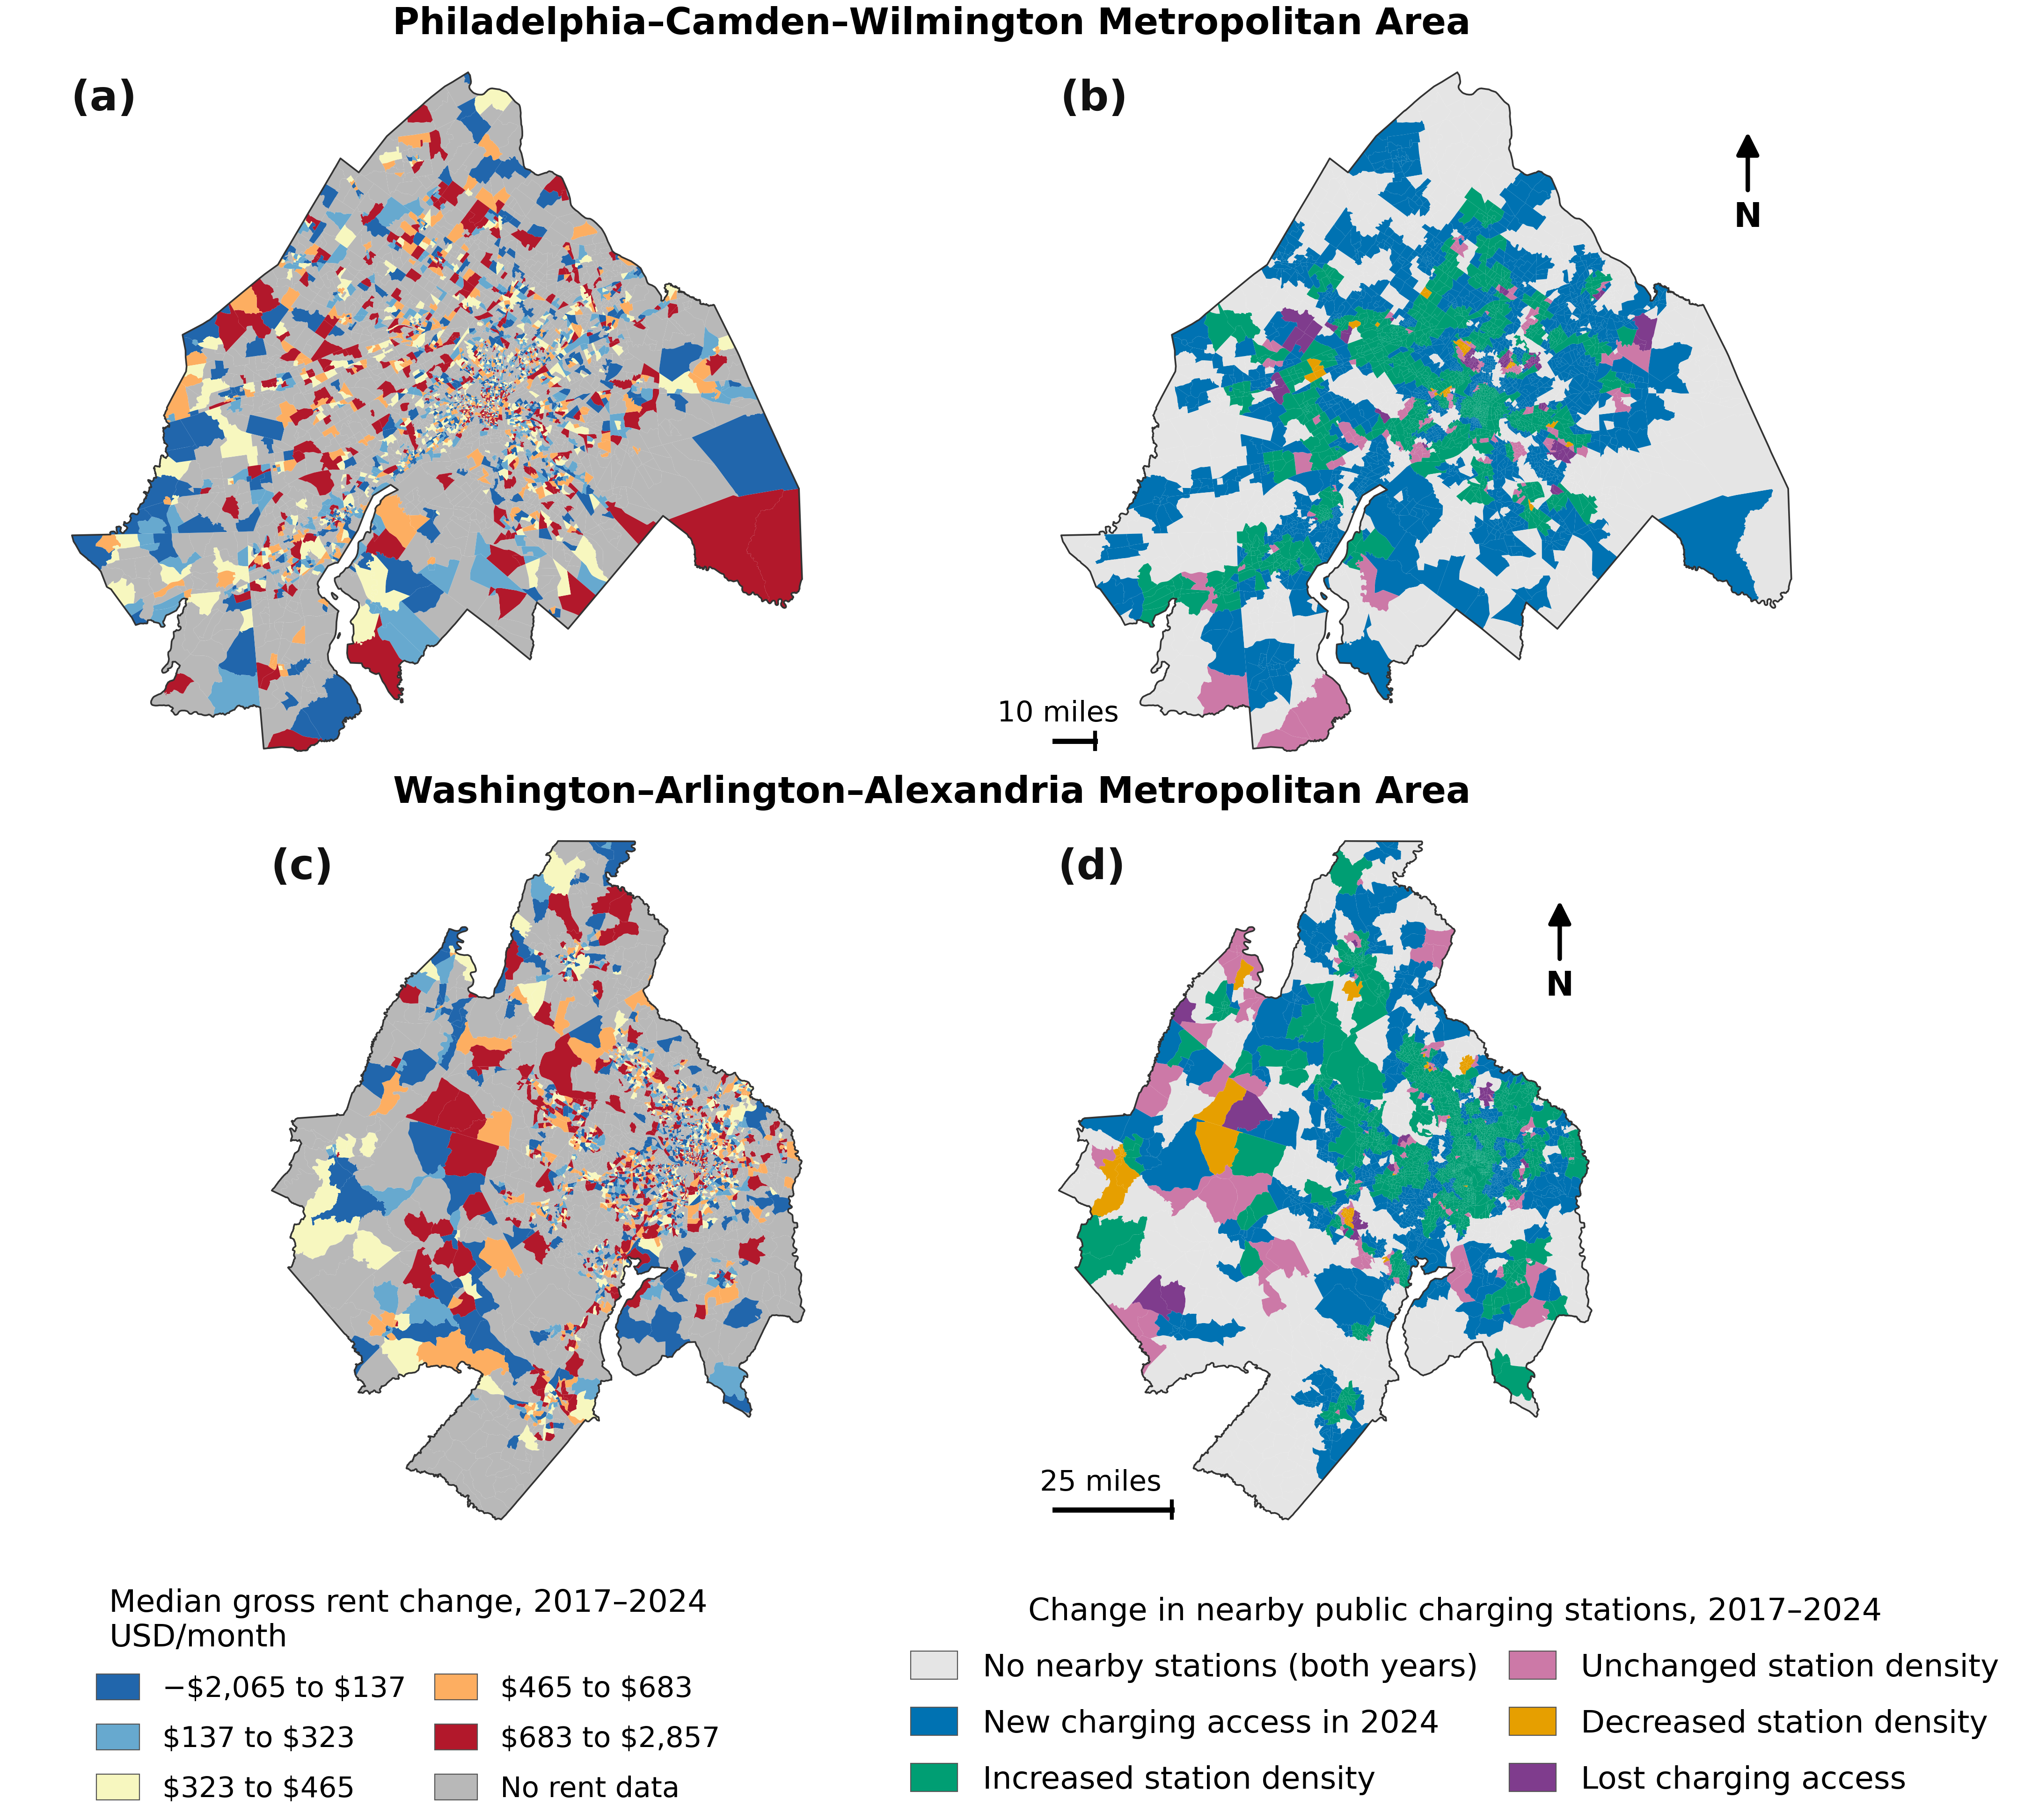 Philadelphia–Camden–Wilmington Metropolitan Area
(a)
(b)
N
10 miles
Washington–Arlington–Alexandria Metropolitan Area
(c)
(d)
N
25 miles
Median gross rent change, 2017–2024
USD/month
−$2,065 to $137
$137 to $323
$323 to $465
$465 to $683
$683 to $2,857
No rent data
Change in nearby public charging stations, 2017–2024
No nearby stations (both years)
New charging access in 2024
Increased station density
Unchanged station density
Decreased station density
Lost charging access